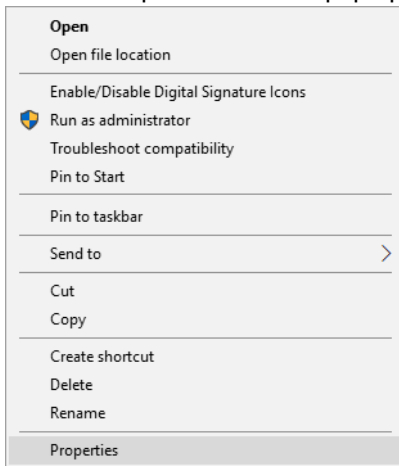 Open
Open file location
Enable/Disable Digital Signature Icons
Run as administrator
Troubleshoot compatibility
Pin to Start
Pin to taskbar
Send to
Cut
Copy
Create shortcut
Delete
Rename
Properties